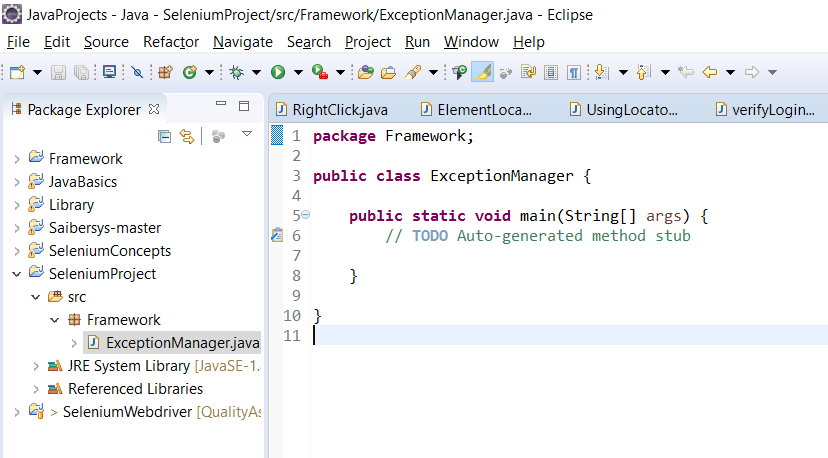 JavaProjects - Java - SeleniumProject/src/Framework/ExceptionManager.java - Eclipse
File Edit Source Refactor Navigate Search Project Run Window Help
Package Explorer
Framework
JavaBasics
Library
Saibersys-master
SeleniumConcepts
SeleniumProject
src
Framework
ExceptionManager.java
JRE System Library [JavaSE-1.
Referenced Libraries
> SeleniumWebdriver [QualityAs
RightClick.java ElementLoca... UsingLocato... verifyLogin...
1 package Framework;
2
3 public class ExceptionManager {
4
5 public static void main(String[] args) {
6 // TODO Auto-generated method stub
7
8 }
9
10 }
11